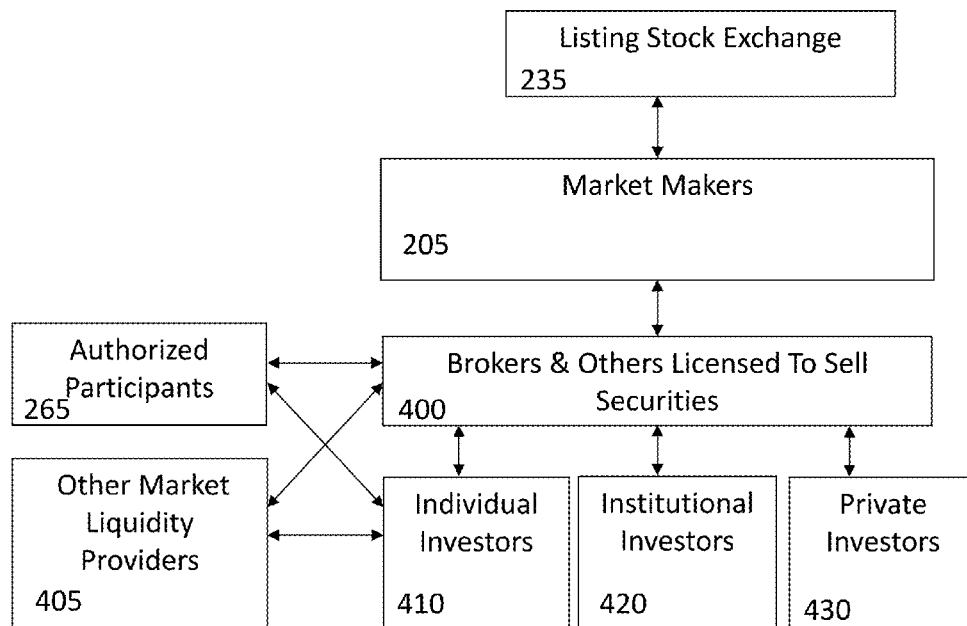 Listing Stock Exchange
235
Market Makers
205
Authorized
Participants
265
Brokers & Others Licensed To Sell
Securities
400
Other Market
Liquidity
Providers
405
Individual
Investors
410
Institutional
Investors
420
Private
Investors
430